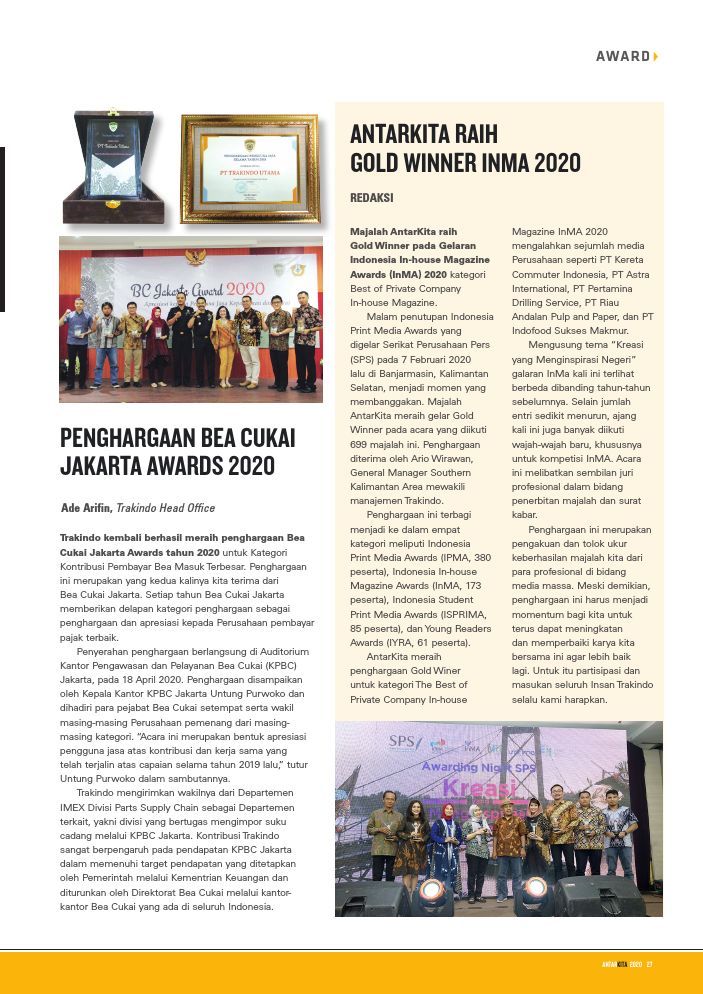 AWARD
PT Trakindo Utama
PT TRAKINDO UTAMA
BC Jakarta Award 2020
PENGHARGAAN BEA CUKAI
JAKARTA AWARDS 2020
Ade Arifin, Trakindo Head Office
Trakindo kembali berhasil meraih penghargaan Bea
Cukai Jakarta Awards tahun 2020 untuk Kategori
Kontribusi Pembayar Bea Masuk Terbesar. Penghargaan
ini merupakan yang kedua kalinya kita terima dari
Bea Cukai Jakarta. Setiap tahun Bea Cukai Jakarta
memberikan delapan kategori penghargaan sebagai
penghargaan dan apresiasi kepada Perusahaan pembayar
pajak terbaik.
Penyerahan penghargaan berlangsung di Auditorium
Kantor Pengawasan dan Pelayanan Bea Cukai (KPBC)
Jakarta, pada 18 April 2020. Penghargaan disampaikan
oleh Kepala Kantor KPBC Jakarta Untung Purwoko dan
dihadiri para pejabat Bea Cukai setempat serta wakil
masing-masing Perusahaan pemenang dari masing-
masing kategori. “Acara ini merupakan bentuk apresiasi
pengguna jasa atas kontribusi dan kerja sama yang
telah terjalin atas capaian selama tahun 2019 lalu,” tutur
Untung Purwoko dalam sambutannya.
Trakindo mengirimkan wakilnya dari Departemen
IMEX Divisi Parts Supply Chain sebagai Departemen
terkait, yakni divisi yang bertugas mengimpor suku
cadang melalui KPBC Jakarta. Kontribusi Trakindo
sangat berpengaruh pada pendapatan KPBC Jakarta
dalam memenuhi target pendapatan yang ditetapkan
oleh Pemerintah melalui Kementrian Keuangan dan
diturunkan oleh Direktorat Bea Cukai melalui kantor-
kantor Bea Cukai yang ada di seluruh Indonesia.
ANTARKITA RAIH
GOLD WINNER INMA 2020
REDAKSI
Majalah AntarKita raih
Gold Winner pada Gelaran
Indonesia In-house Magazine
Awards (InMA) 2020 kategori
Best of Private Company
In-house Magazine.
Malam penutupan Indonesia
Print Media Awards yang
digelar Serikat Perusahaan Pers
(SPS) pada 7 Februari 2020
lalu di Banjarmasin, Kalimantan
Selatan, menjadi momen yang
membanggakan. Majalah
AntarKita meraih gelar Gold
Winner pada acara yang diikuti
699 majalah ini. Penghargaan
diterima oleh Ario Wirawan,
General Manager Southern
Kalimantan Area mewakili
manajemen Trakindo.
Penghargaan ini terbagi
menjadi ke dalam empat
kategori meliputi Indonesia
Print Media Awards (IPMA, 380
peserta), Indonesia In-house
Magazine Awards (InMA, 173
peserta), Indonesia Student
Print Media Awards (ISPRIMA,
85 peserta), dan Young Readers
Awards (IYRA, 61 peserta).
AntarKita meraih
penghargaan Gold Winer
untuk kategori The Best of
Private Company In-house
Magazine InMA 2020
mengalahkan sejumlah media
Perusahaan seperti PT Kereta
Commuter Indonesia, PT Astra
International, PT Pertamina
Drilling Service, PT Riau
Andalan Pulp and Paper, dan PT
Indofood Sukses Makmur.
Mengusung tema “Kreasi
yang Menginspirasi Negeri”
galaran InMa kali ini terlihat
berbeda dibanding tahun-tahun
sebelumnya. Selain jumlah
entri sedikit menurun, ajang
kali ini juga banyak diikuti
wajah-wajah baru, khususnya
untuk kompetisi InMA. Acara
ini melibatkan sembilan juri
profesional dalam bidang
penerbitan majalah dan surat
kabar.
Penghargaan ini merupakan
pengakuan dan tolok ukur
keberhasilan majalah kita dari
para profesional di bidang
media massa. Meski demikian,
penghargaan ini harus menjadi
momentum bagi kita untuk
terus dapat meningkatan
dan memperbaiki karya kita
bersama ini agar lebih baik
lagi. Untuk itu partisipasi dan
masukan seluruh Insan Trakindo
selalu kami harapkan.
SPS
Awarding Night SPS
Kreasi
ANTARKITA 2020 27